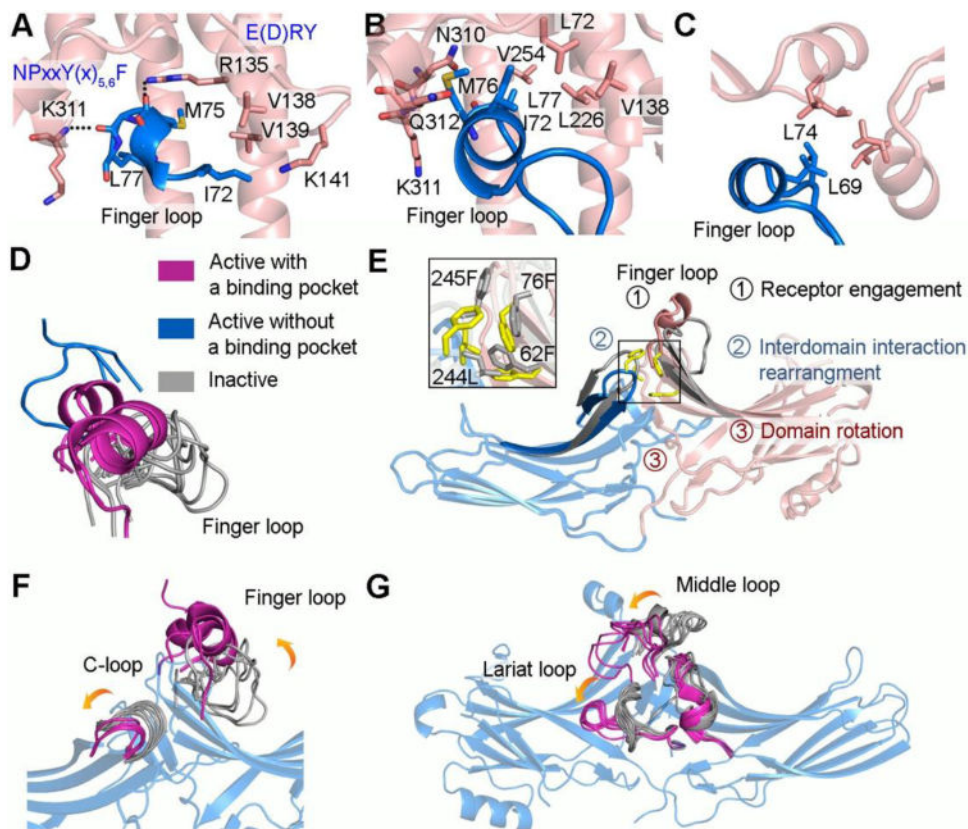 A
E(D)RY
NPxxY(x)5,6F
R135
K311
M75
V138
V139
L77
I72
K141
Finger loop
B
N310
L72
V254
M76
L77
I72
V138
Q312
L226
K311
Finger loop
C
L74
L69
Finger loop
D
Active with
a binding pocket
Active without
a binding pocket
Inactive
Finger loop
E
245F
76F
62F
244L
Finger loop
①
②
③
① Receptor engagement
② Interdomain interaction
rearrangment
③ Domain rotation
F
Finger loop
C-loop
G
Middle loop
Lariat loop